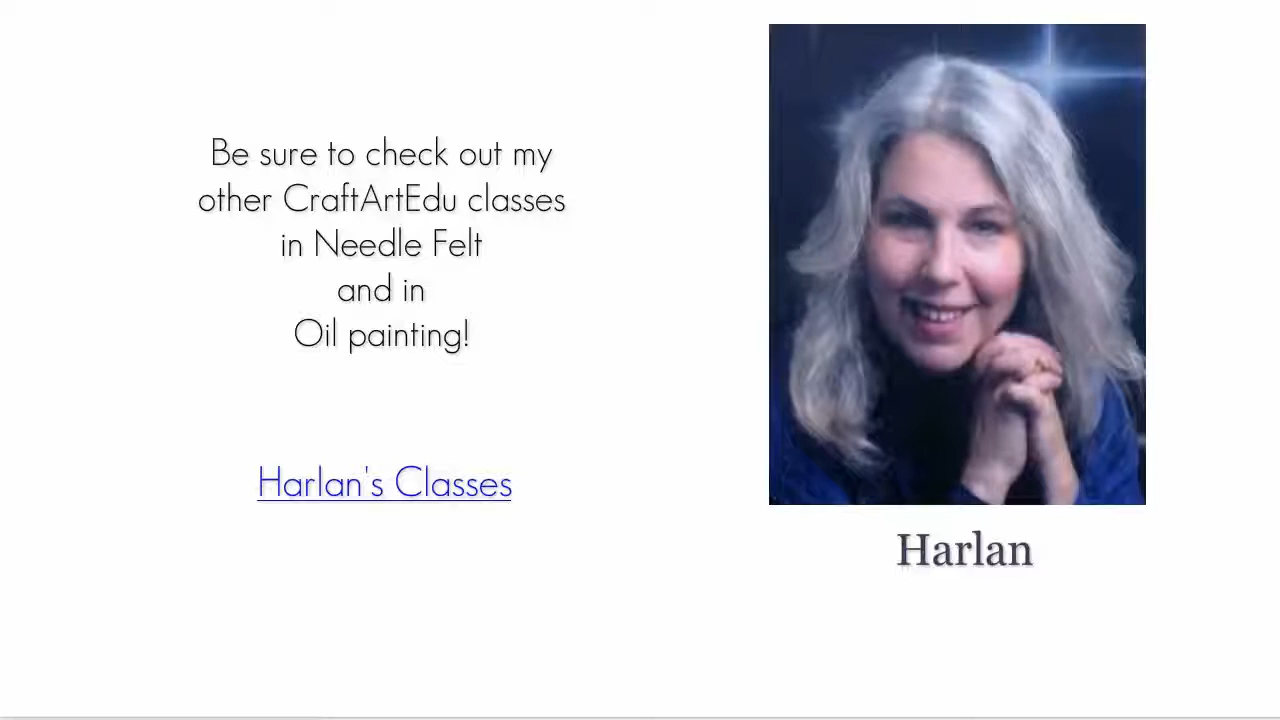 Be sure to check out my
other CraftArtEdu classes
in Needle Felt
and in
Oil painting!
Harlan's Classes
Harlan